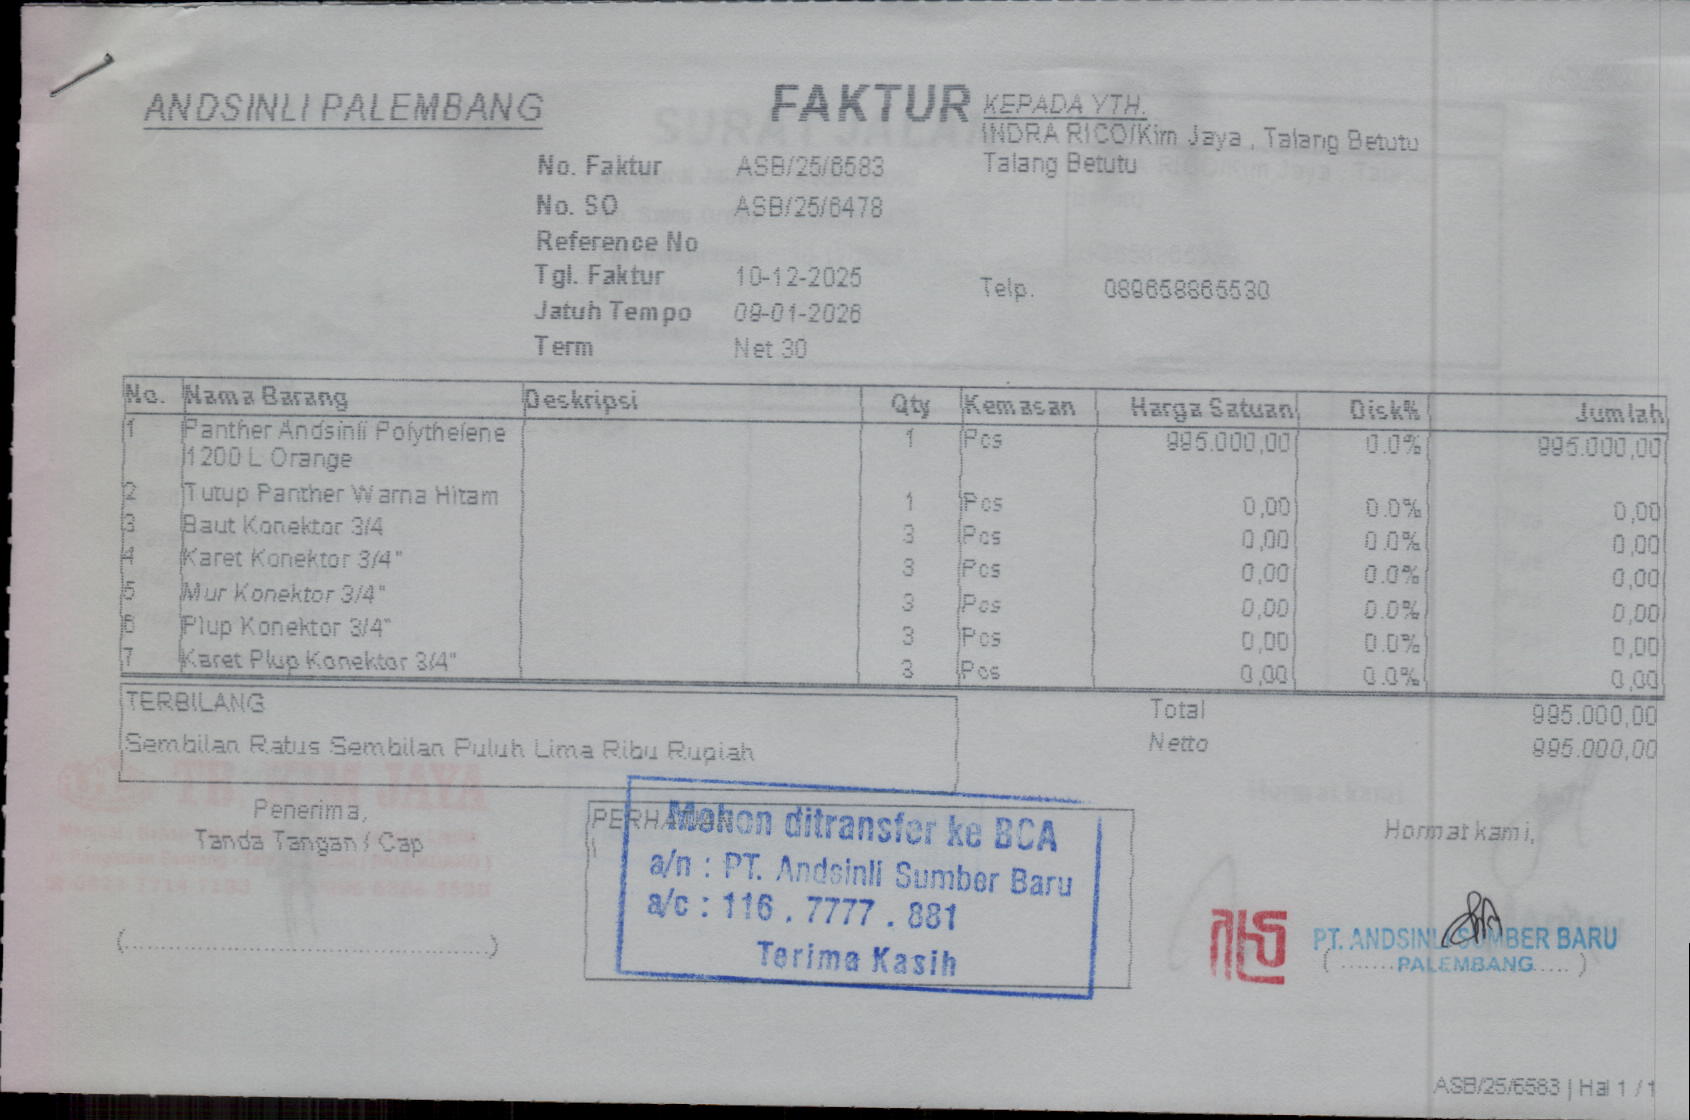 ANDSINLI PALEMBANG
FAKTUR
KEPADA YTH.
INDRA RICO/Kim Jaya , Talang Betutu
Talang Betutu
No. Faktur ASB/25/6583
No. SO ASB/25/6478
Reference No
Tgl. Faktur 10-12-2025
Telp. 089658865530
Jatuh Tempo 09-01-2026
Term Net 30
No. Nama Barang Deskripsi Qty Kemasan Harga Satuan Disk% Jumlah
1 Panther Andsinli Polythelene 1 Pcs 995.000,00 0.0% 995.000,00
1200 L Orange
2 Tutup Panther Warna Hitam 1 Pcs 0,00 0.0% 0,00
3 Baut Konektor 3/4 3 Pcs 0,00 0.0% 0,00
4 Karet Konektor 3/4" 3 Pcs 0,00 0.0% 0,00
5 Mur Konektor 3/4" 3 Pcs 0,00 0.0% 0,00
6 Plup Konektor 3/4" 3 Pcs 0,00 0.0% 0,00
7 Karet Plup Konektor 3/4" 3 Pcs 0,00 0.0% 0,00
TERBILANG
Sembilan Ratus Sembilan Puluh Lima Ribu Rupiah
Total 995.000,00
Netto 995.000,00
TB. KIM JAYA
Penerima,
Tanda Tangan / Cap
(......................................)
Mohon ditransfer ke BCA
a/n : PT. Andsinli Sumber Baru
a/c : 116 . 7777 . 881
Terima Kasih
Hormat kami,
PT. ANDSINLI SUMBER BARU
PALEMBANG
ASB/25/6583 | Hal 1 / 1